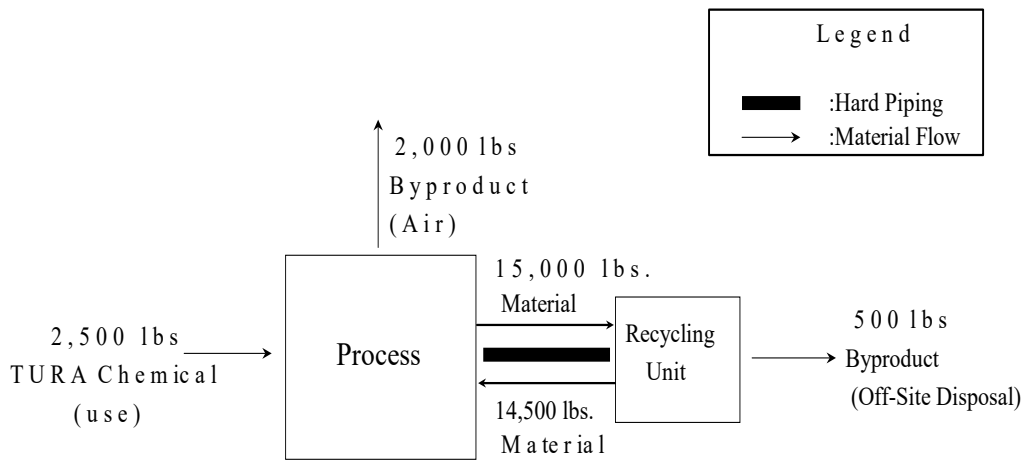 Legend
:Hard Piping
:Material Flow
2,000 lbs
Byproduct
(Air)
15,000 lbs.
Material
2,500 lbs
TURA Chemical
(use)
Process
Recycling
Unit
14,500 lbs.
Material
500 lbs
Byproduct
(Off-Site Disposal)